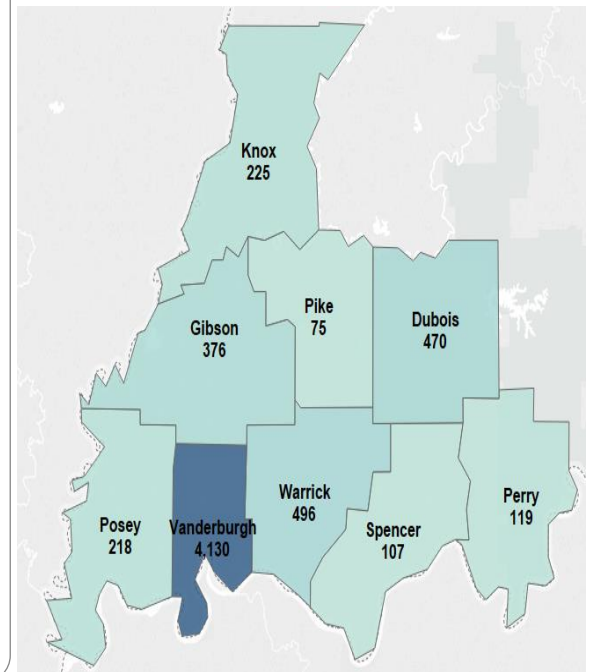 Knox
225
Pike
75
Dubois
470
Gibson
376
Warrick
496
Perry
119
Posey
218
Vanderburgh
4,130
Spencer
107